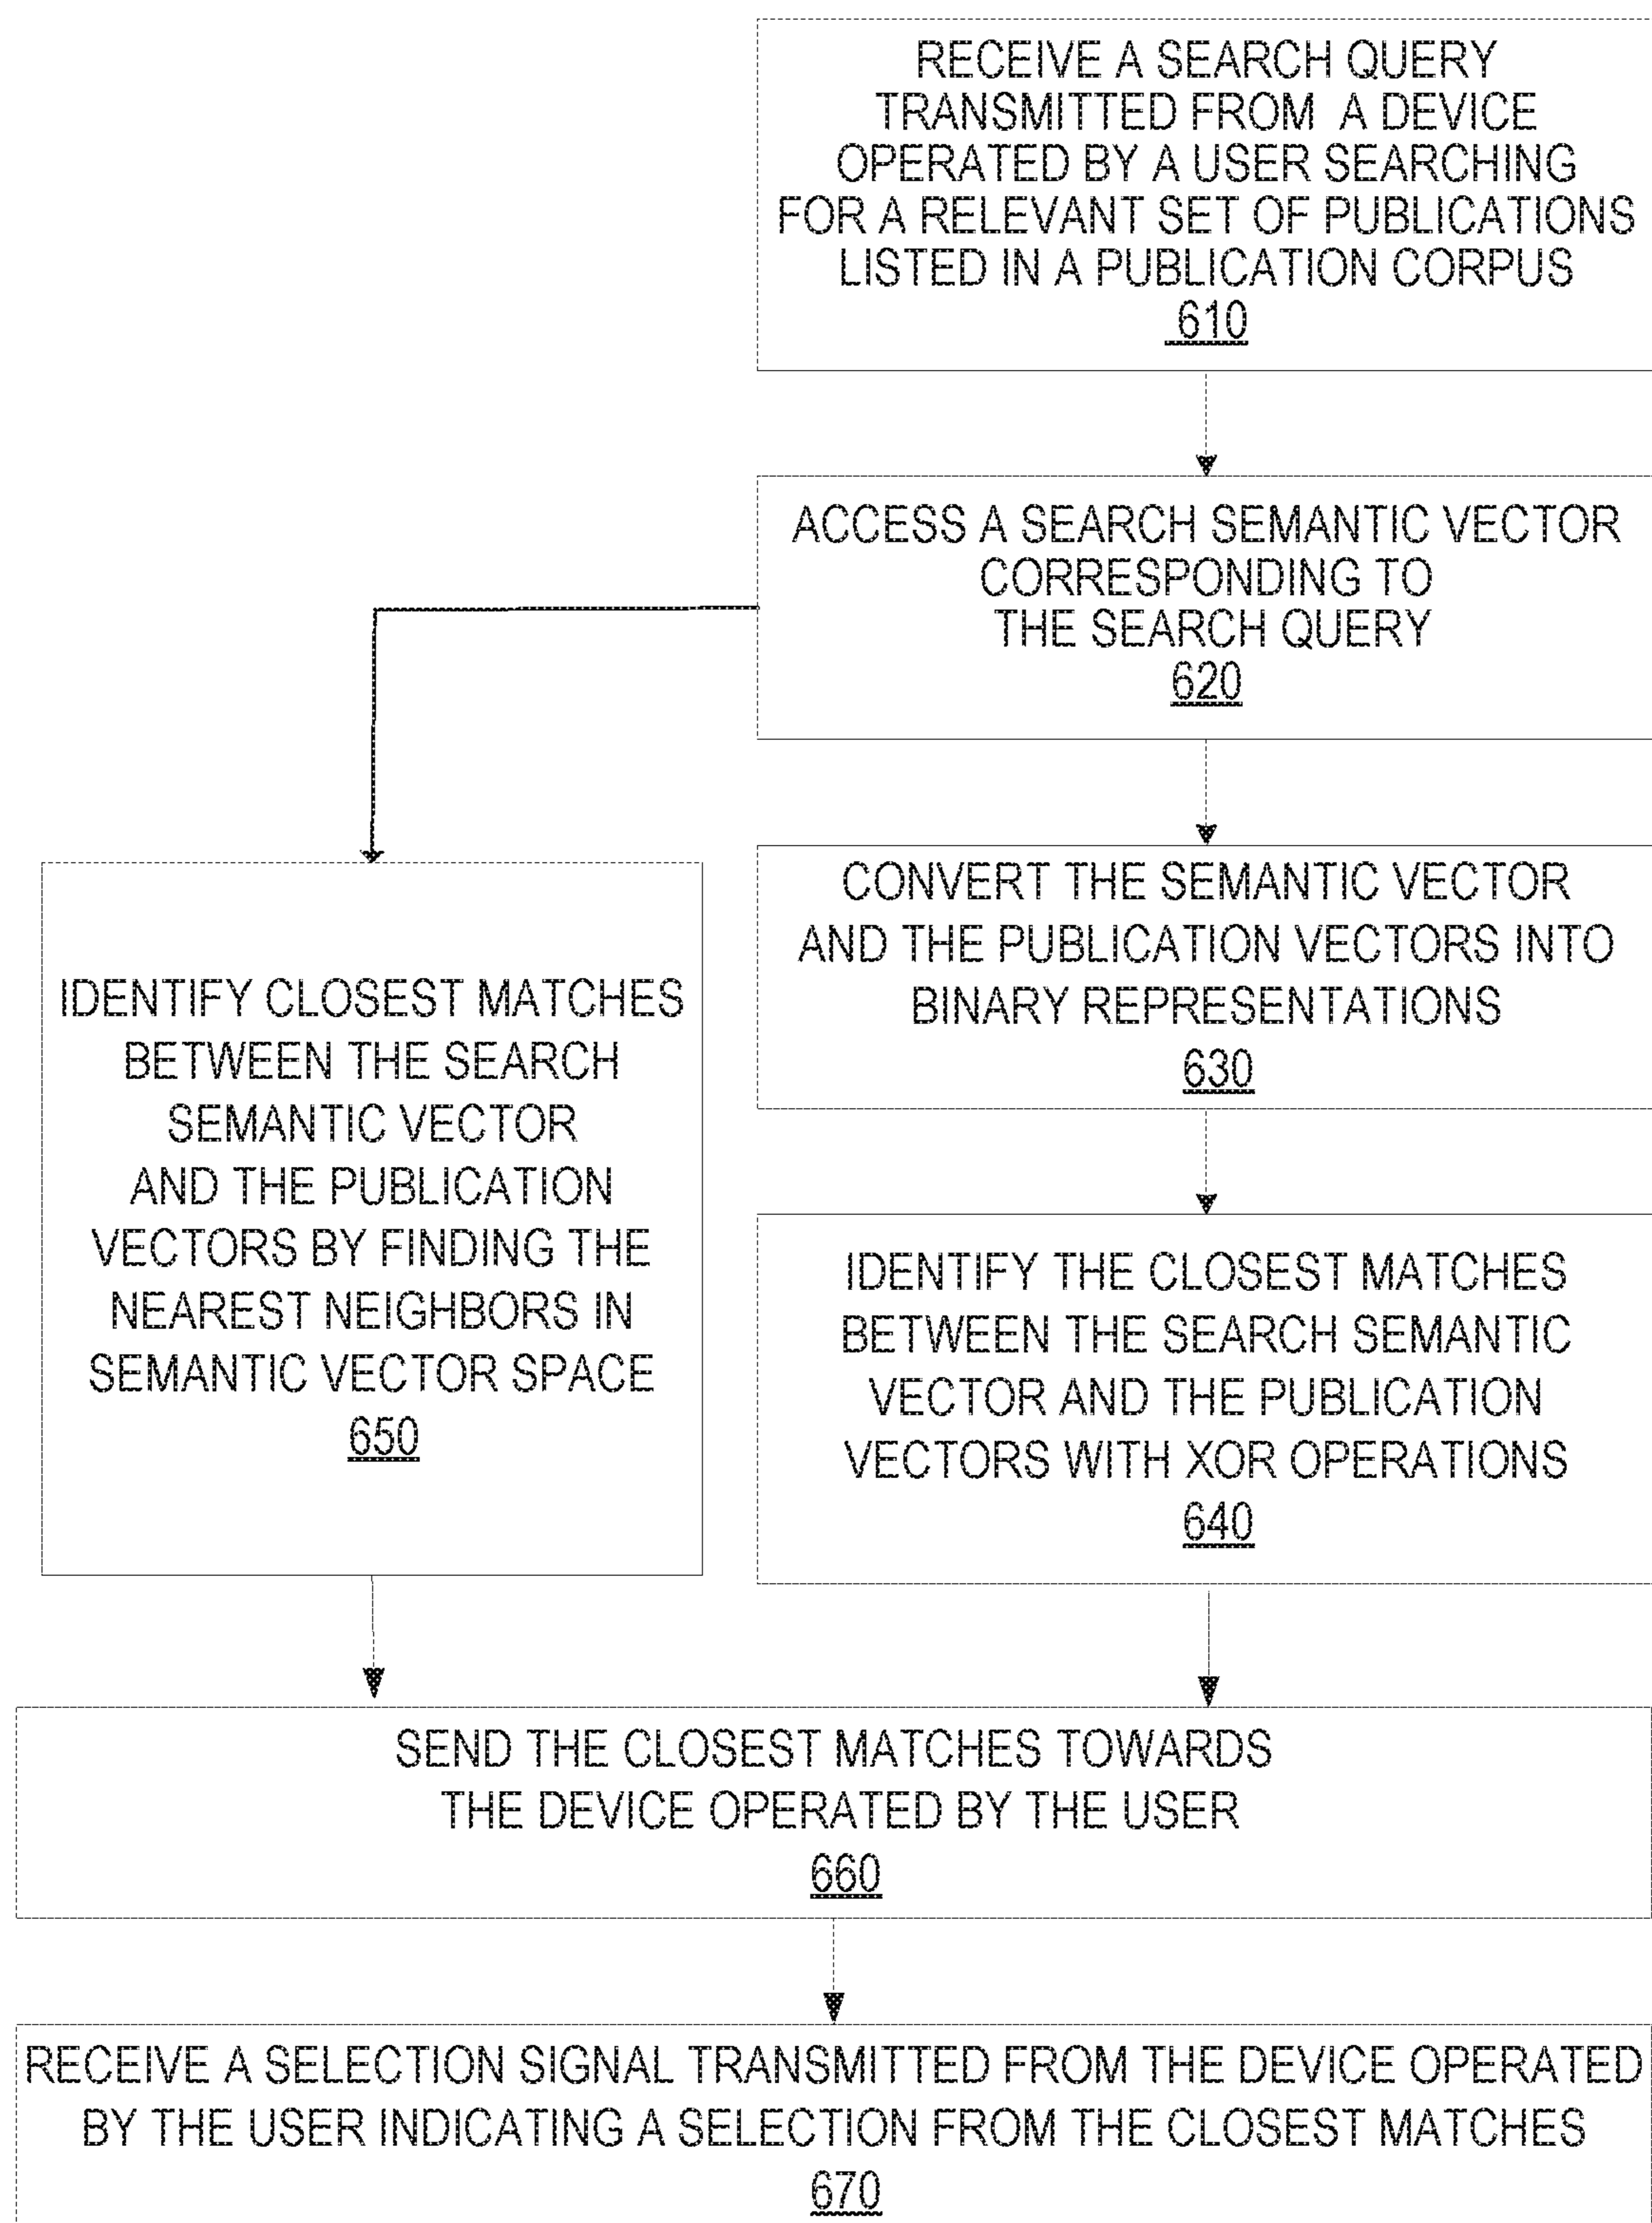 RECEIVE A SEARCH QUERY
TRANSMITTED FROM A DEVICE
OPERATED BY A USER SEARCHING
FOR A RELEVANT SET OF PUBLICATIONS
LISTED IN A PUBLICATION CORPUS
610
ACCESS A SEARCH SEMANTIC VECTOR
CORRESPONDING TO
THE SEARCH QUERY
620
CONVERT THE SEMANTIC VECTOR
AND THE PUBLICATION VECTORS INTO
BINARY REPRESENTATIONS
630
IDENTIFY THE CLOSEST MATCHES
BETWEEN THE SEARCH SEMANTIC
VECTOR AND THE PUBLICATION
VECTORS WITH XOR OPERATIONS
640
IDENTIFY CLOSEST MATCHES
BETWEEN THE SEARCH
SEMANTIC VECTOR
AND THE PUBLICATION
VECTORS BY FINDING THE
NEAREST NEIGHBORS IN
SEMANTIC VECTOR SPACE
650
SEND THE CLOSEST MATCHES TOWARDS
THE DEVICE OPERATED BY THE USER
660
RECEIVE A SELECTION SIGNAL TRANSMITTED FROM THE DEVICE OPERATED
BY THE USER INDICATING A SELECTION FROM THE CLOSEST MATCHES
670